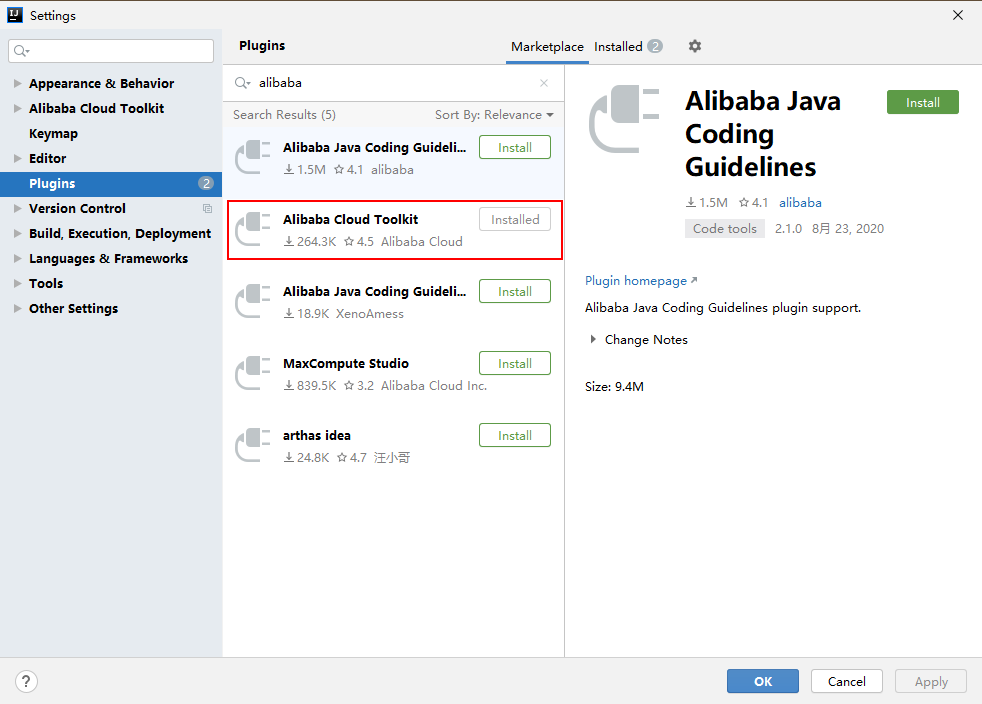 Settings
Appearance & Behavior
Alibaba Cloud Toolkit
Keymap
Editor
Plugins 2
Version Control
Build, Execution, Deployment
Languages & Frameworks
Tools
Other Settings
Plugins
Marketplace Installed 2
alibaba
Search Results (5) Sort By: Relevance
Alibaba Java Coding Guideli... Install
1.5M 4.1 alibaba
Alibaba Cloud Toolkit Installed
264.3K 4.5 Alibaba Cloud
Alibaba Java Coding Guideli... Install
18.9K XenoAmess
MaxCompute Studio Install
839.5K 3.2 Alibaba Cloud Inc.
arthas idea Install
24.8K 4.7 汪小哥
Alibaba Java
Coding
Guidelines
Install
1.5M 4.1 alibaba
Code tools 2.1.0 8月 23, 2020
Plugin homepage
Alibaba Java Coding Guidelines plugin support.
Change Notes
Size: 9.4M
? OK Cancel Apply